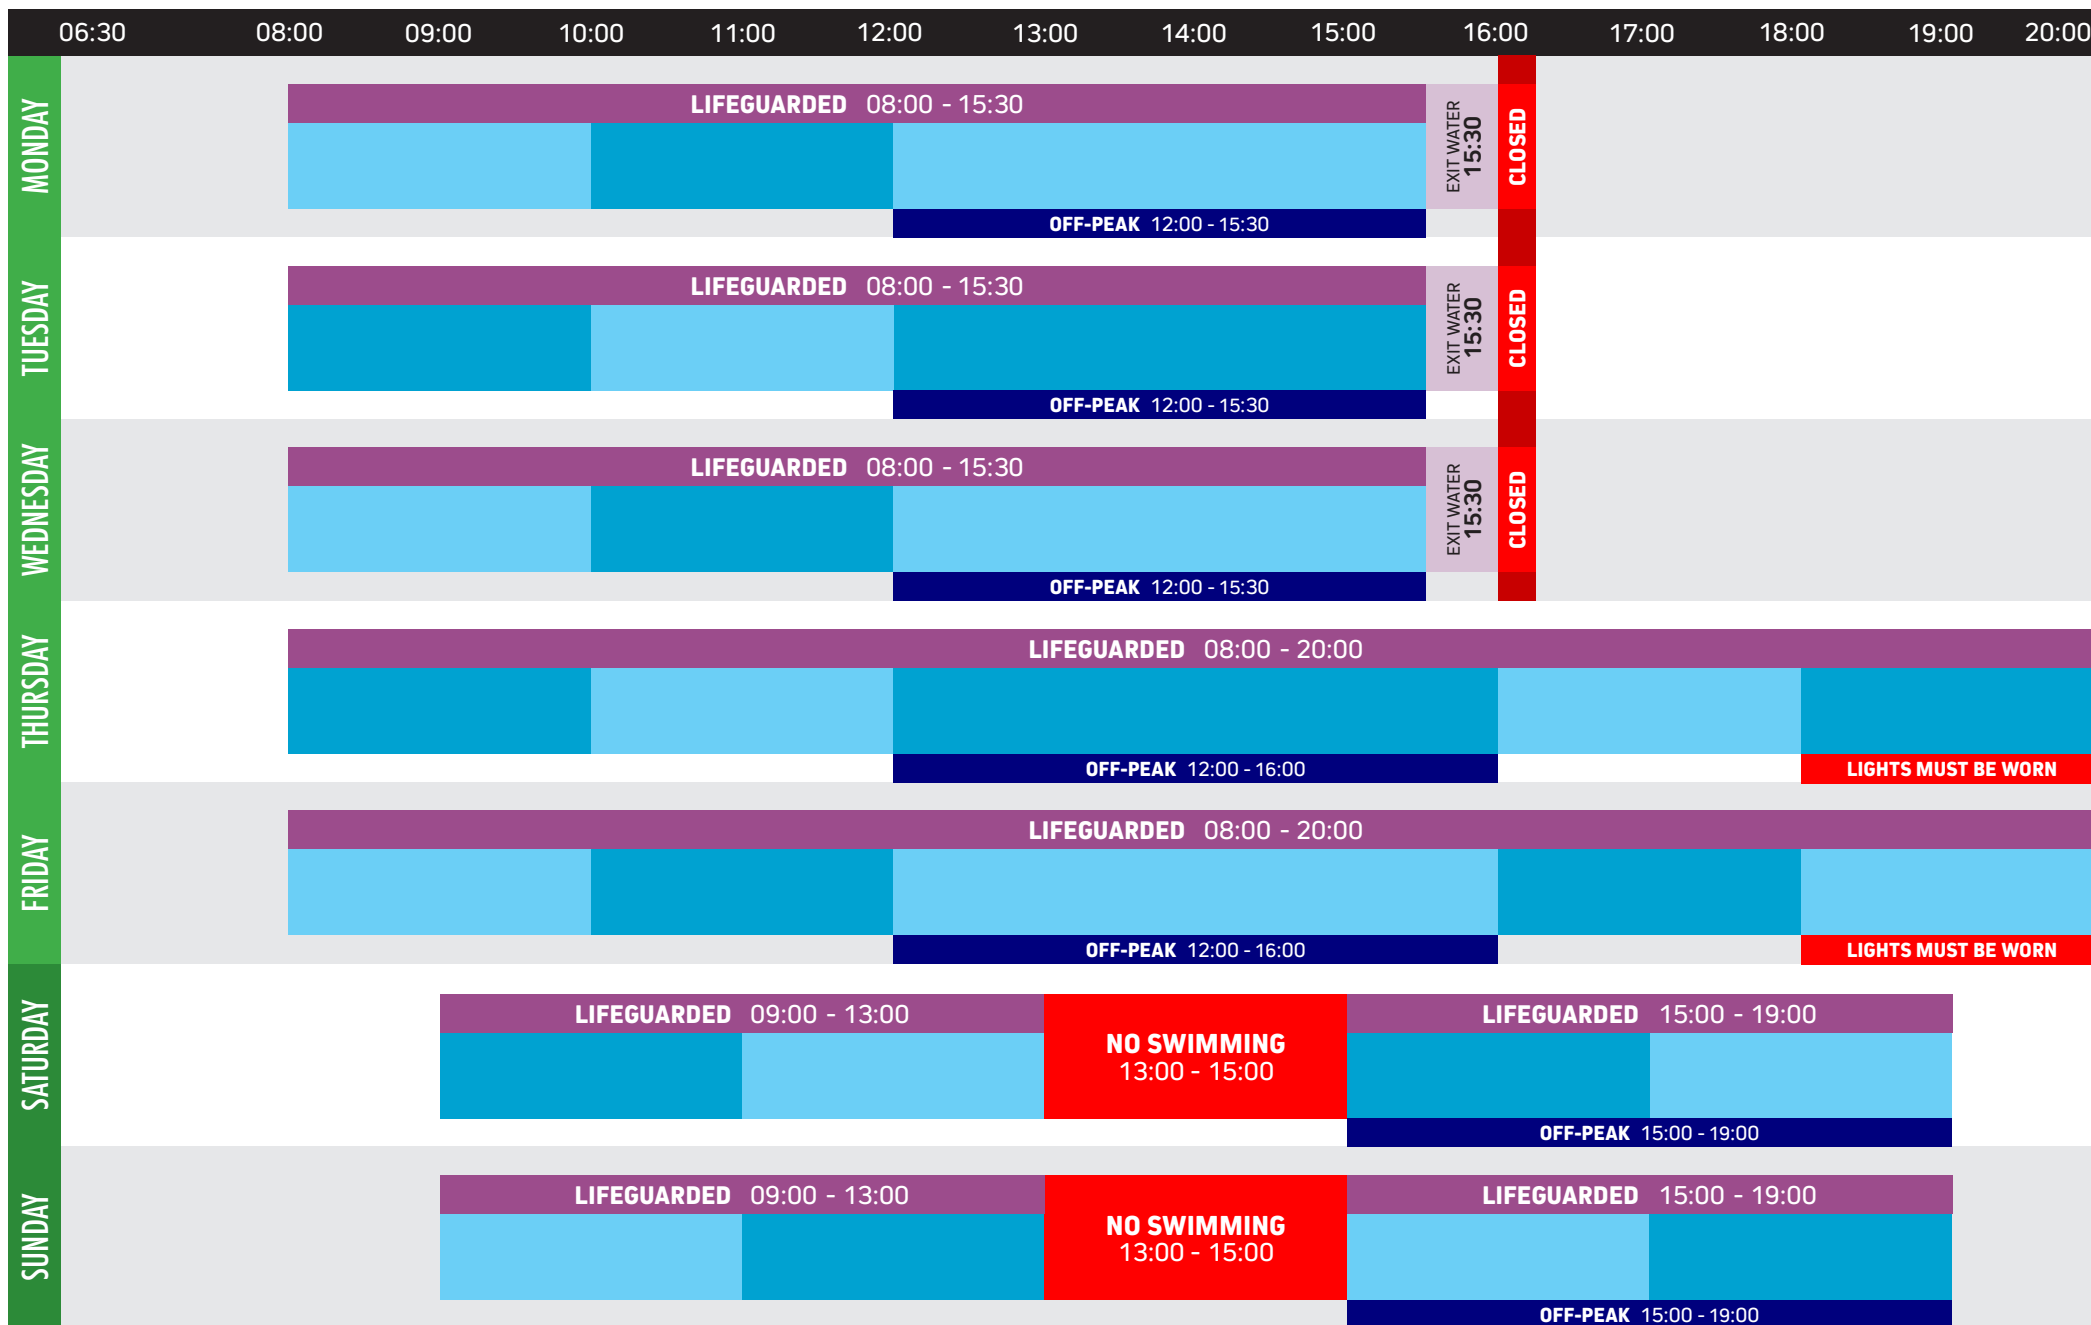 06:30 08:00 09:00 10:00 11:00 12:00 13:00 14:00 15:00 16:00 17:00 18:00 19:00 20:00
MONDAY
LIFEGUARDED 08:00 - 15:30
EXIT WATER
15:30
CLOSED
OFF-PEAK 12:00 - 15:30
TUESDAY
LIFEGUARDED 08:00 - 15:30
EXIT WATER
15:30
CLOSED
OFF-PEAK 12:00 - 15:30
WEDNESDAY
LIFEGUARDED 08:00 - 15:30
EXIT WATER
15:30
CLOSED
OFF-PEAK 12:00 - 15:30
THURSDAY
LIFEGUARDED 08:00 - 20:00
OFF-PEAK 12:00 - 16:00
LIGHTS MUST BE WORN
FRIDAY
LIFEGUARDED 08:00 - 20:00
OFF-PEAK 12:00 - 16:00
LIGHTS MUST BE WORN
SATURDAY
LIFEGUARDED 09:00 - 13:00
NO SWIMMING
13:00 - 15:00
LIFEGUARDED 15:00 - 19:00
OFF-PEAK 15:00 - 19:00
SUNDAY
LIFEGUARDED 09:00 - 13:00
NO SWIMMING
13:00 - 15:00
LIFEGUARDED 15:00 - 19:00
OFF-PEAK 15:00 - 19:00